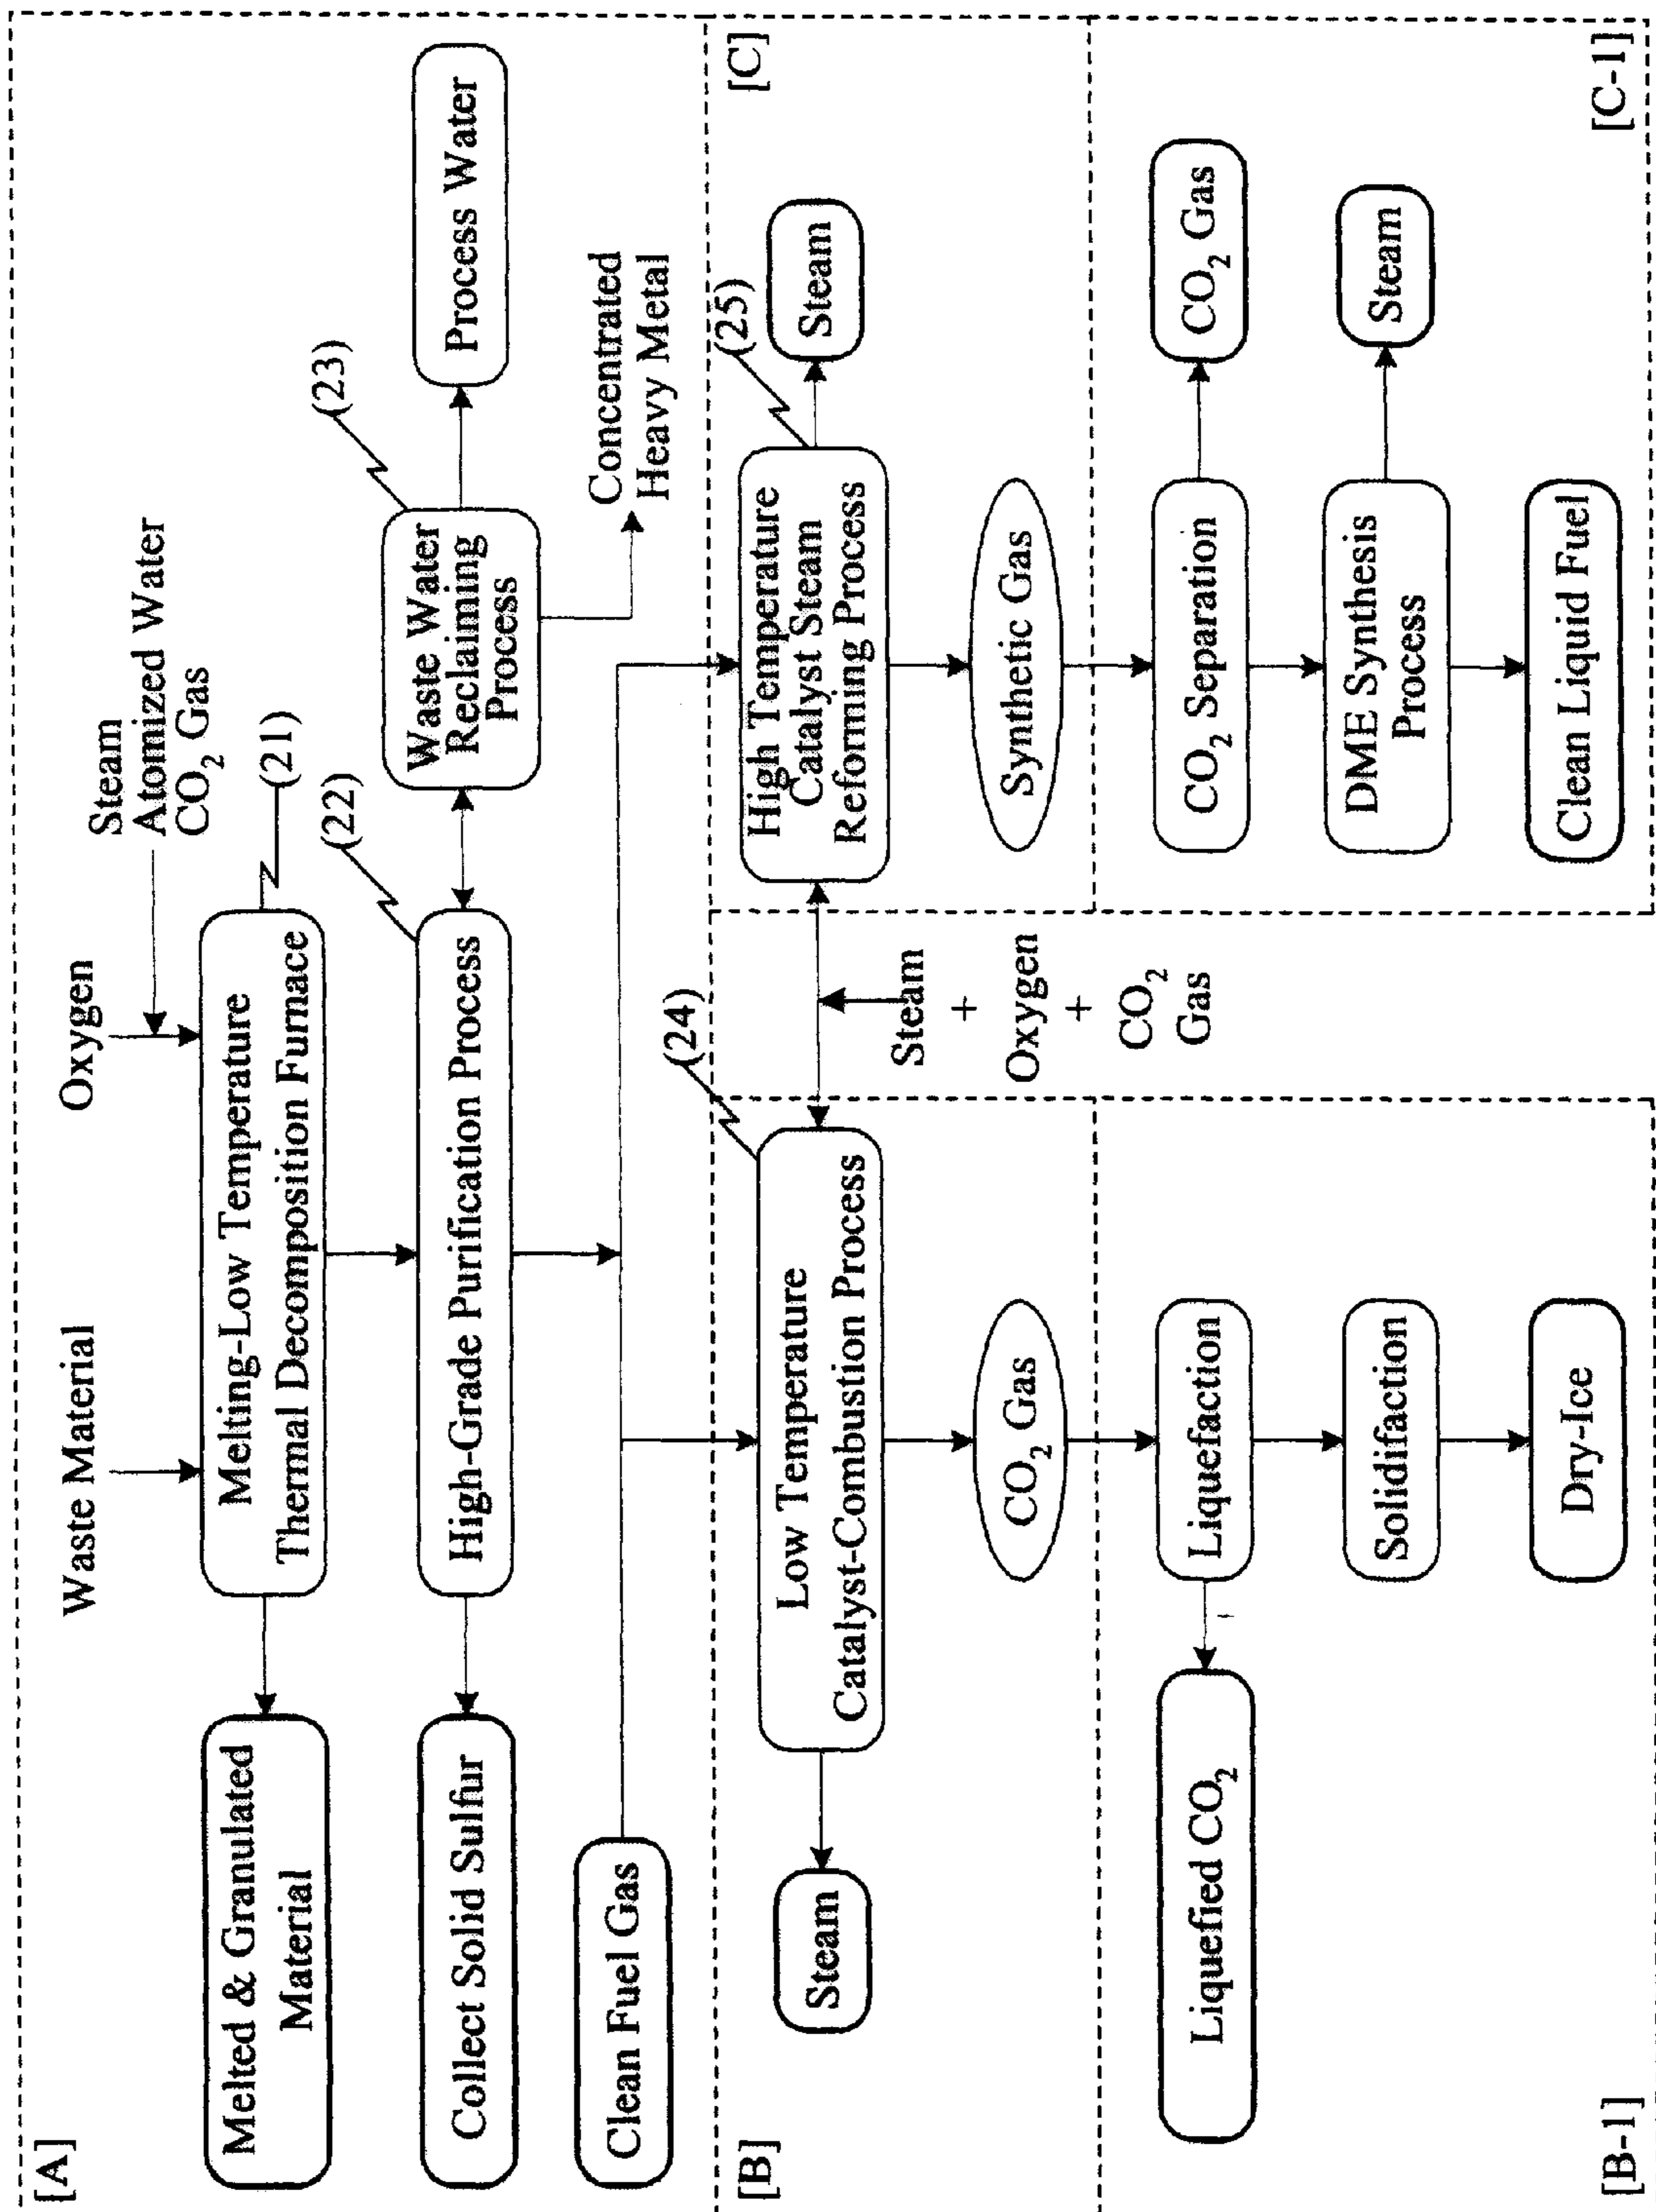 [A]
Waste Material
Oxygen
Steam
Atomized Water
CO₂ Gas
Melted & Granulated
Material
Melting-Low Temperature
Thermal Decomposition Furnace
(21)
(22)
(23)
Collect Solid Sulfur
High-Grade Purification Process
Waste Water
Reclaiming
Process
Process Water
Clean Fuel Gas
Concentrated
Heavy Metal
[B]
(24)
[C]
(25)
Steam
Low Temperature
Catalyst-Combustion Process
Steam
+
Oxygen
+
CO₂
Gas
High Temperature
Catalyst Steam
Reforming Process
Steam
CO₂ Gas
Synthetic Gas
Liquefied CO₂
Liquefaction
CO₂ Separation
CO₂ Gas
Solidifaction
DME Synthesis
Process
Steam
Dry-Ice
Clean Liquid Fuel
[B-1]
[C-1]